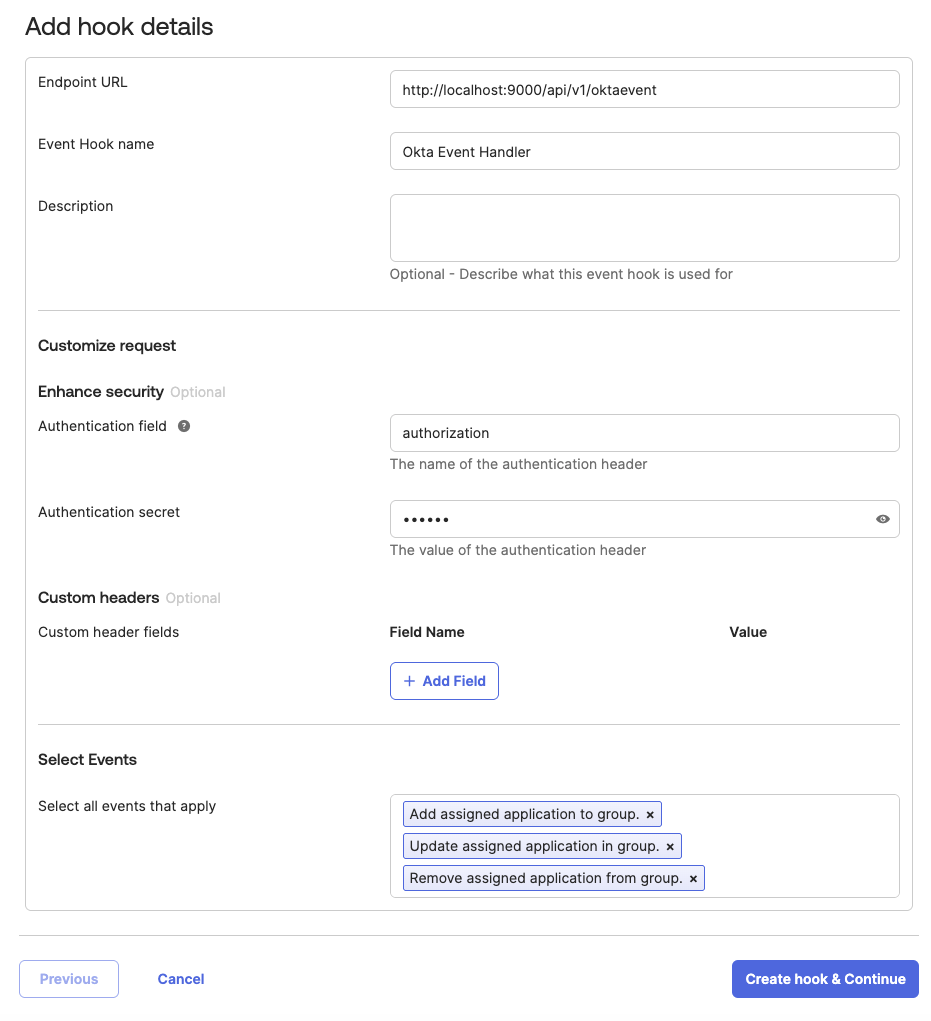 Add hook details
Endpoint URL
http://localhost:9000/api/v1/oktaevent
Event Hook name
Okta Event Handler
Description
Optional - Describe what this event hook is used for
Customize request
Enhance security Optional
Authentication field ?
authorization
The name of the authentication header
Authentication secret
••••••
The value of the authentication header
Custom headers Optional
Custom header fields
Field Name Value
+ Add Field
Select Events
Select all events that apply
Add assigned application to group. ×
Update assigned application in group. ×
Remove assigned application from group. ×
Previous
Cancel
Create hook & Continue